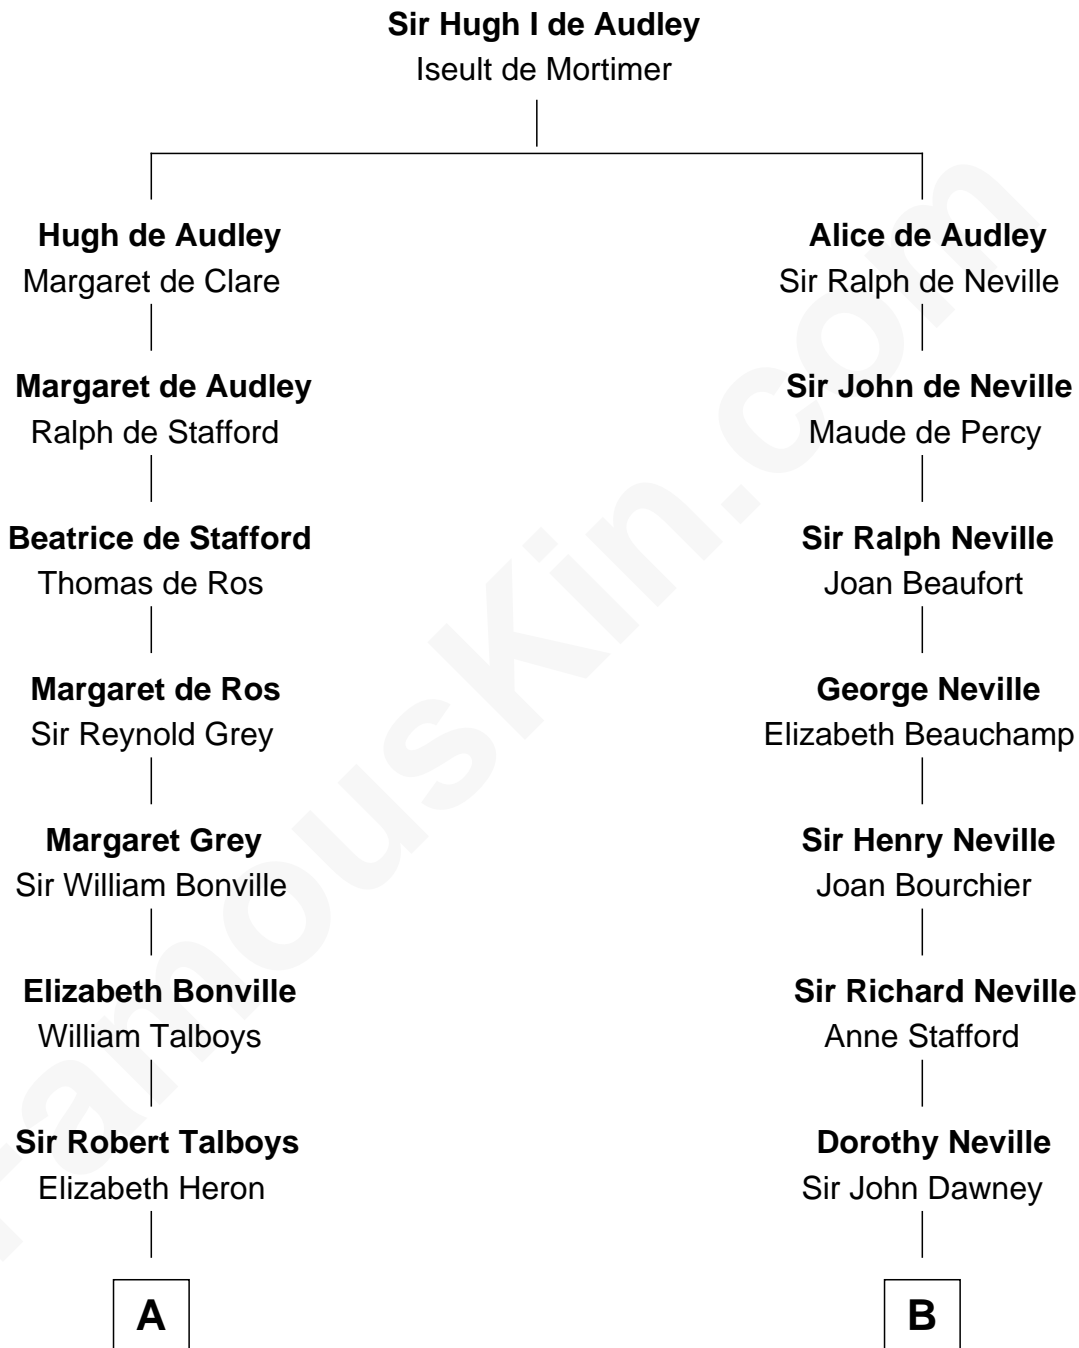 Sir Hugh I de Audley
Iseult de Mortimer
Hugh de Audley
Margaret de Clare
Alice de Audley
Sir Ralph de Neville
Margaret de Audley
Ralph de Stafford
Sir John de Neville
Maude de Percy
Beatrice de Stafford
Thomas de Ros
Sir Ralph Neville
Joan Beaufort
Margaret de Ros
Sir Reynold Grey
George Neville
Elizabeth Beauchamp
Margaret Grey
Sir William Bonville
Sir Henry Neville
Joan Bourchier
Elizabeth Bonville
William Talboys
Sir Richard Neville
Anne Stafford
Sir Robert Talboys
Elizabeth Heron
Dorothy Neville
Sir John Dawney
A
B
FamousKin.com